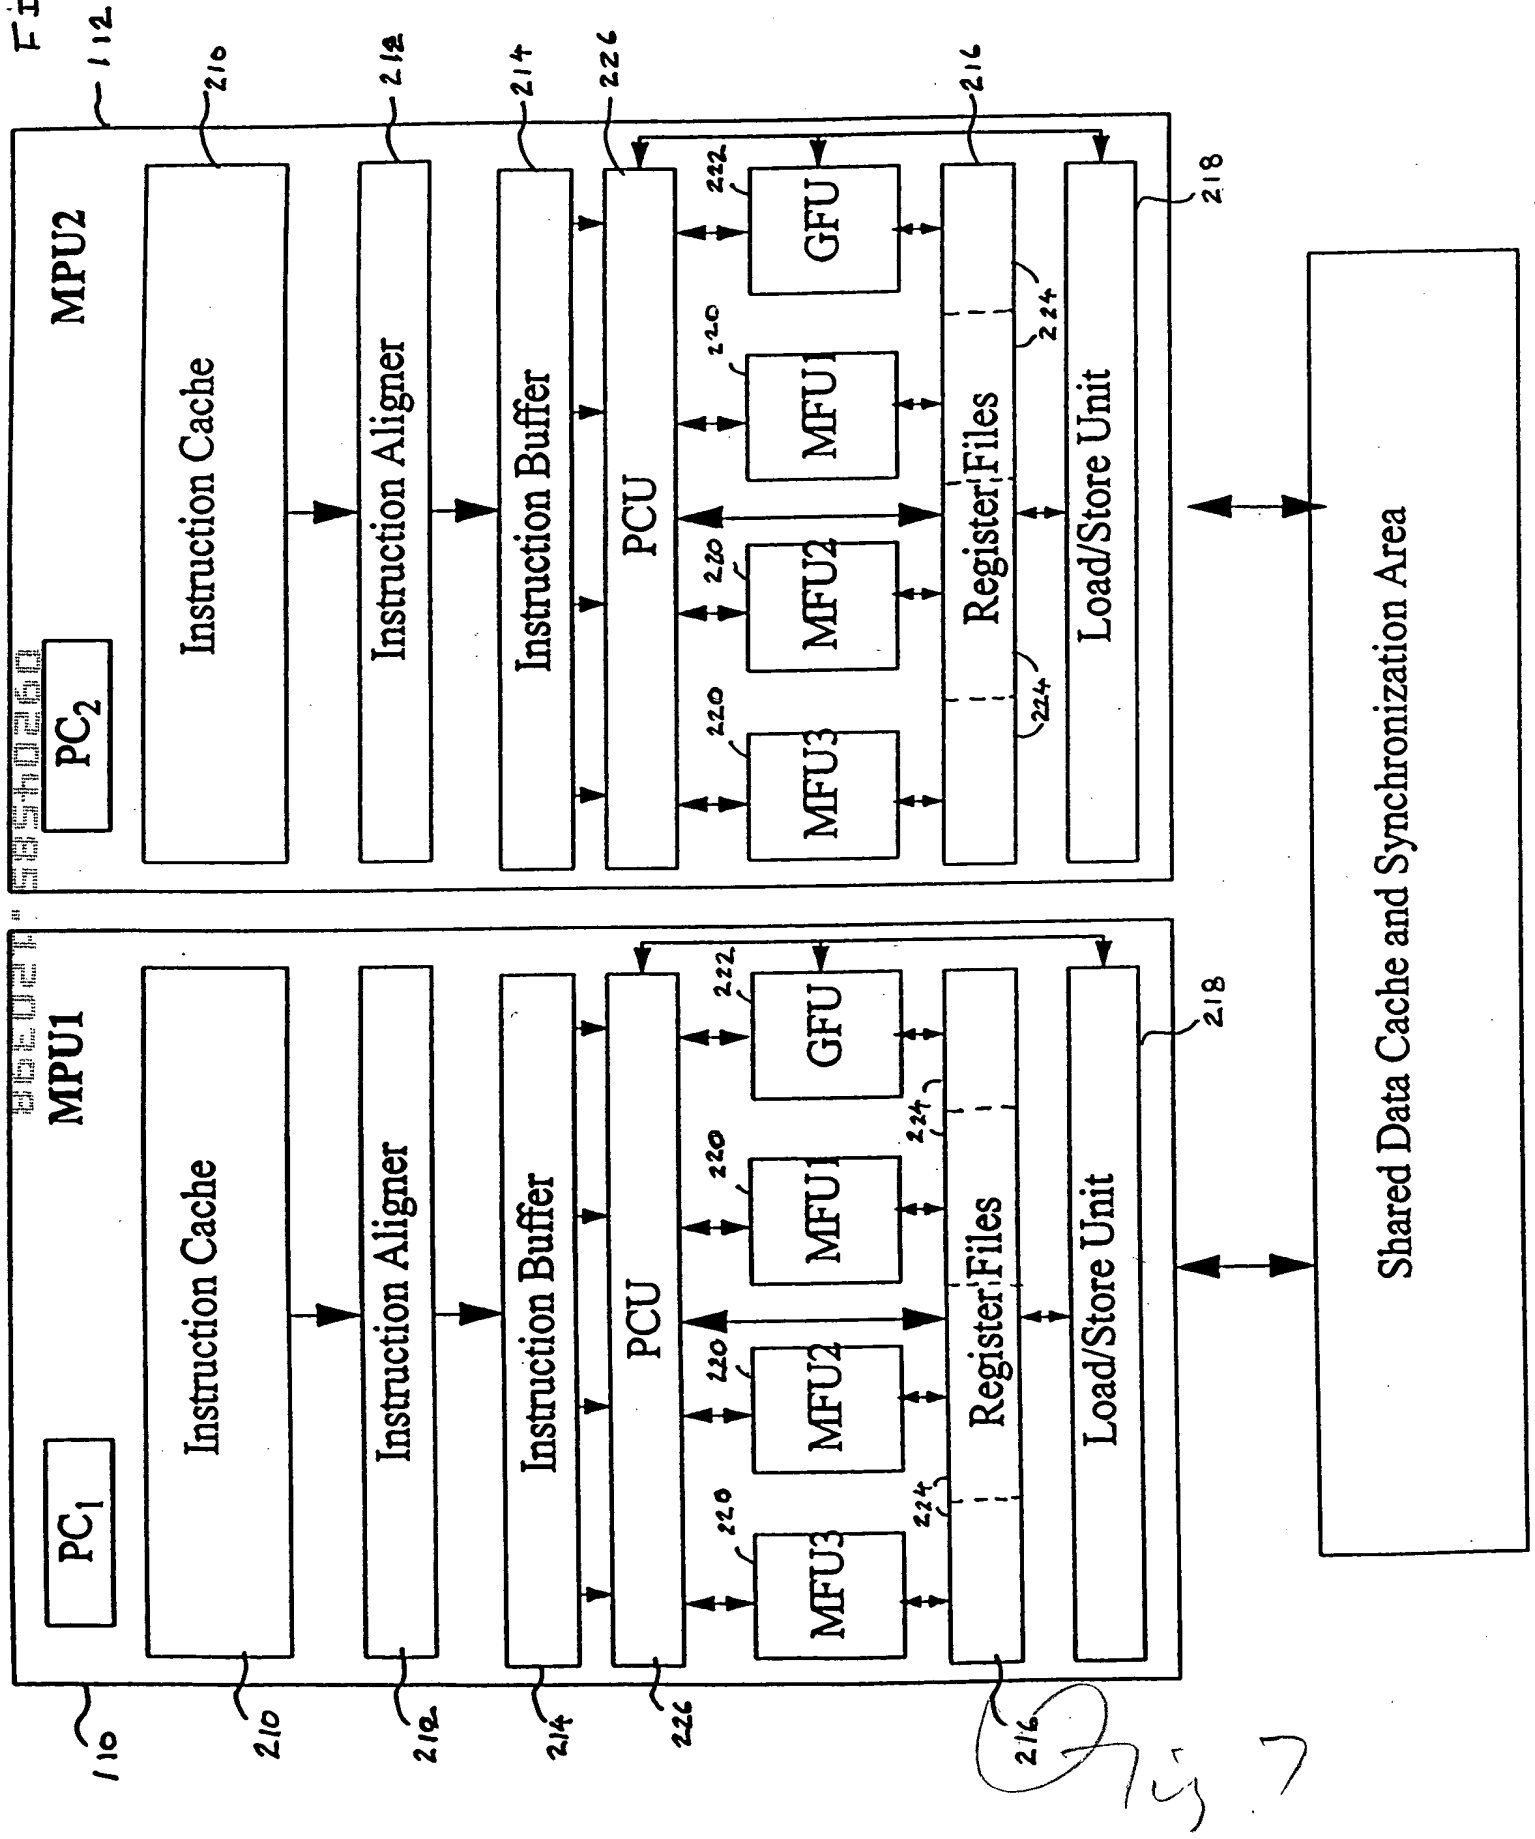 MPU1
PC1
Instruction Cache
Instruction Aligner
Instruction Buffer
PCU
MFU3
MFU2
MFU1
GFU
Register Files
Load/Store Unit
110
210
212
214
226
220
220
220
222
224
224
216
218
MPU2
PC2
Instruction Cache
Instruction Aligner
Instruction Buffer
PCU
MFU3
MFU2
MFU1
GFU
Register Files
Load/Store Unit
112
210
212
214
226
220
220
220
222
224
224
216
218
Shared Data Cache and Synchronization Area